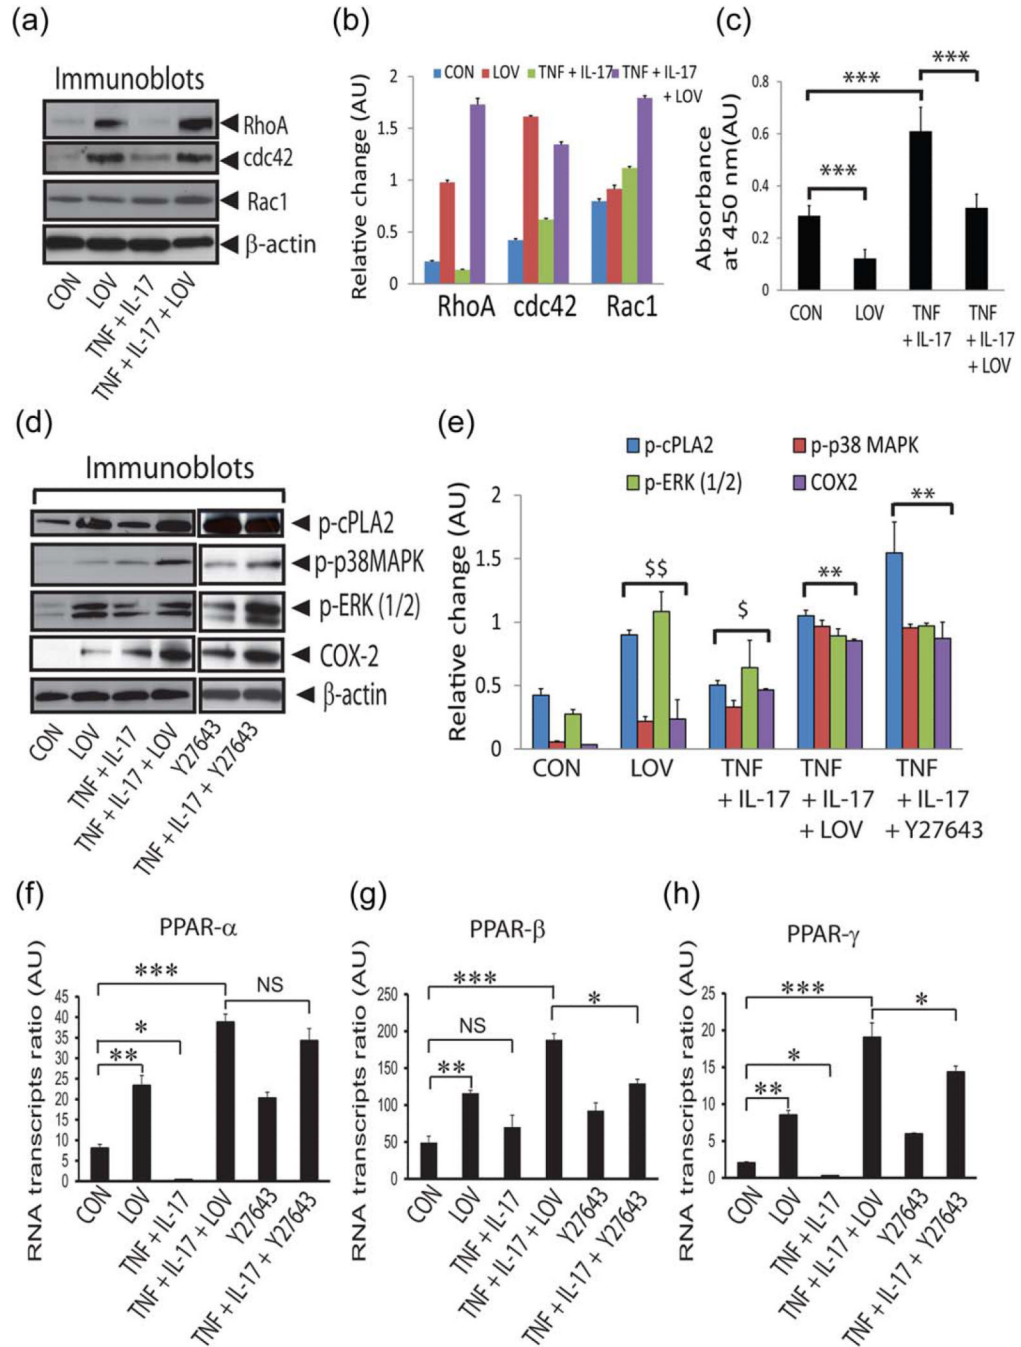 (a)
Immunoblots
RhoA
cdc42
Rac1
β-actin
CON
LOV
TNF + IL-17
TNF + IL-17 + LOV
(b)
CON LOV TNF + IL-17 TNF + IL-17
+ LOV
Relative change (AU)
2
1.5
1
0.5
0
RhoA cdc42 Rac1
(c)
Absorbance
at 450 nm(AU)
0.8
0.6
0.4
0.2
0
***
***
***
CON LOV TNF TNF
+ IL-17 + IL-17
+ LOV
(d)
Immunoblots
p-cPLA2
p-p38MAPK
p-ERK (1/2)
COX-2
β-actin
CON
LOV
TNF + IL-17
TNF + IL-17 + LOV
Y27643
TNF + IL-17 + Y27643
(e)
p-cPLA2 p-p38 MAPK
p-ERK (1/2) COX2
Relative change (AU)
2
1.5
1
0.5
0
$$
$
**
**
CON LOV TNF TNF TNF
+ IL-17 + IL-17 + IL-17
+ LOV + Y27643
(f)
PPAR-α
RNA transcripts ratio (AU)
45
40
35
30
25
20
15
10
5
0
*** NS
*
**
CON
LOV
TNF + IL-17
TNF + IL-17 + LOV
Y27643
TNF + IL-17 + Y27643
(g)
PPAR-β
RNA transcripts ratio (AU)
250
200
150
100
50
0
***
*
NS
**
CON
LOV
TNF + IL-17
TNF + IL-17 + LOV
Y27643
TNF + IL-17 + Y27643
(h)
PPAR-γ
RNA transcripts ratio (AU)
25
20
15
10
5
0
***
*
*
**
CON
LOV
TNF + IL-17
TNF + IL-17 + LOV
Y27643
TNF + IL-17 + Y27643